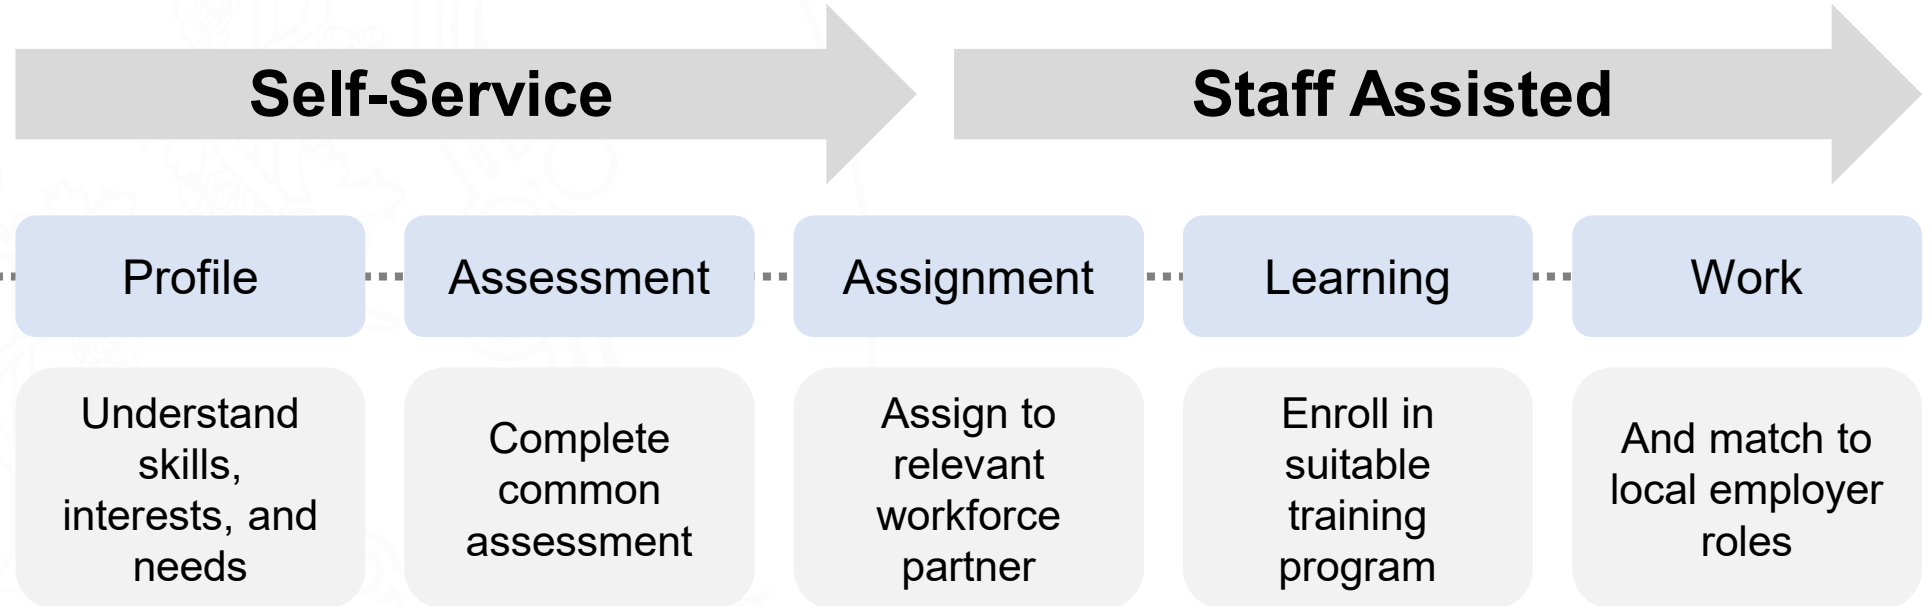 Self-Service
Staff Assisted
Profile
Assessment
Assignment
Learning
Work
Understand
skills,
interests, and
needs
Complete
common
assessment
Assign to
relevant
workforce
partner
Enroll in
suitable
training
program
And match to
local employer
roles